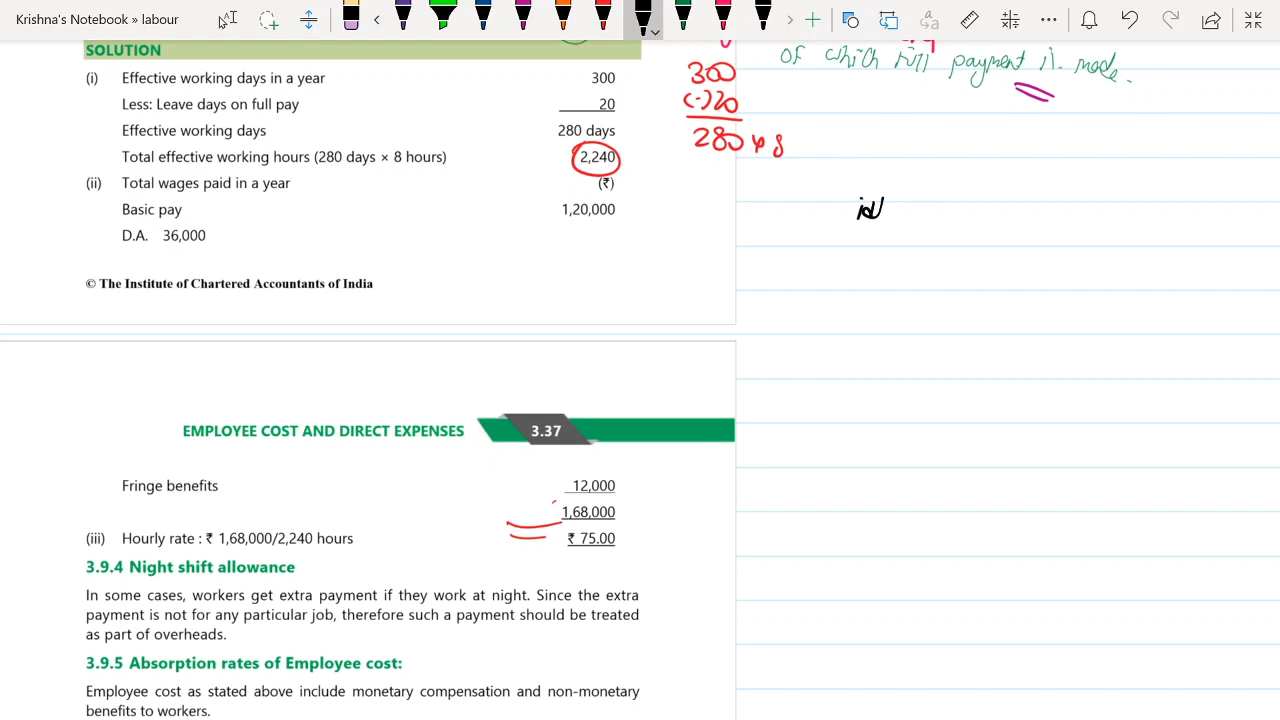 Krishna's Notebook » labour
SOLUTION
(i) Effective working days in a year 300
Less: Leave days on full pay 20
Effective working days 280 days
Total effective working hours (280 days × 8 hours) 2,240
(ii) Total wages paid in a year (₹)
Basic pay 1,20,000
D.A. 36,000
© The Institute of Chartered Accountants of India
EMPLOYEE COST AND DIRECT EXPENSES 3.37
Fringe benefits 12,000
1,68,000
(iii) Hourly rate : ₹ 1,68,000/2,240 hours ₹ 75.00
3.9.4 Night shift allowance
In some cases, workers get extra payment if they work at night. Since the extra
payment is not for any particular job, therefore such a payment should be treated
as part of overheads.
3.9.5 Absorption rates of Employee cost:
Employee cost as stated above include monetary compensation and non-monetary
benefits to workers.
300
(-) 20
280 × 8
of which full payment is made.